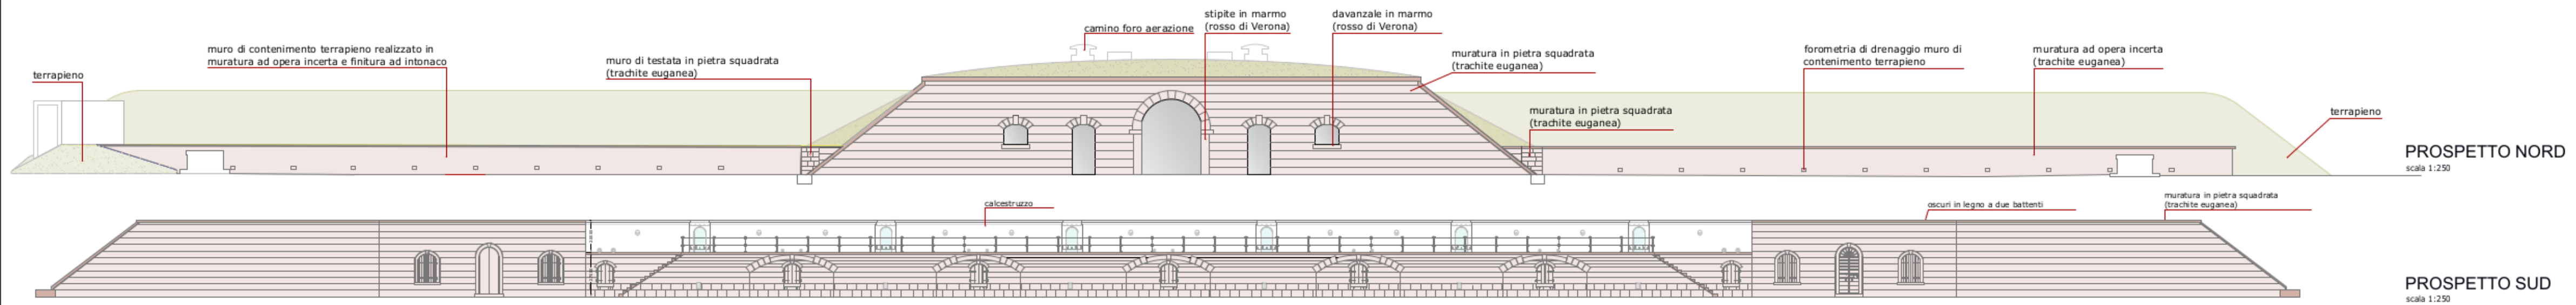 terrapieno
muro di contenimento terrapieno realizzato in
muratura ad opera incerta e finitura ad intonaco
muro di testata in pietra squadrata
(trachite euganea)
camino foro aerazione
stipite in marmo
(rosso di Verona)
davanzale in marmo
(rosso di Verona)
muratura in pietra squadrata
(trachite euganea)
muratura in pietra squadrata
(trachite euganea)
forometria di drenaggio muro di
contenimento terrapieno
muratura ad opera incerta
(trachite euganea)
terrapieno
PROSPETTO NORD
scala 1:250
calcestruzzo
oscuri in legno a due battenti
muratura in pietra squadrata
(trachite euganea)
PROSPETTO SUD
scala 1:250